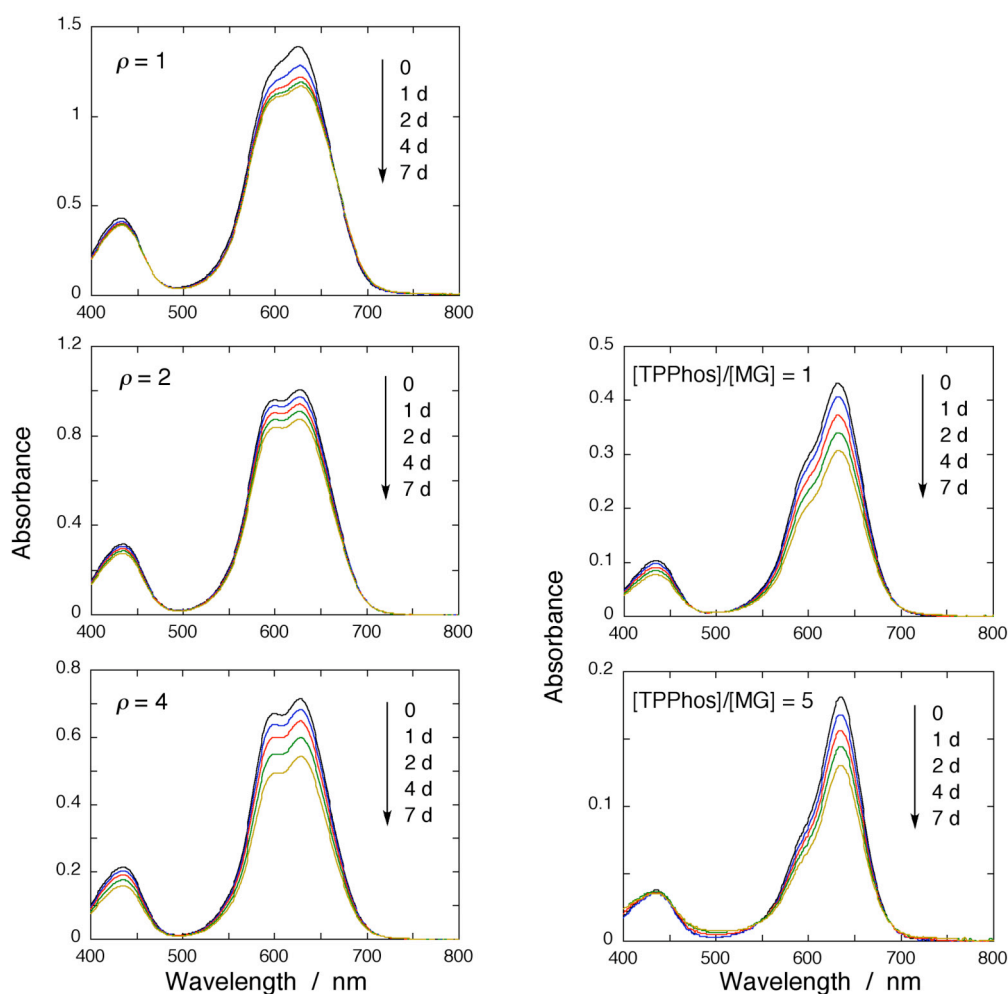 ρ = 1
0
1 d
2 d
4 d
7 d
1.5
1
0.5
0
400 500 600 700 800
Wavelength / nm
Absorbance
ρ = 2
0
1 d
2 d
4 d
7 d
1.2
0.8
0.4
0
400 500 600 700 800
ρ = 4
0
1 d
2 d
4 d
7 d
0.8
0.6
0.4
0.2
0
400 500 600 700 800
Wavelength / nm
[TPPhos]/[MG] = 1
0
1 d
2 d
4 d
7 d
0.5
0.4
0.3
0.2
0.1
0
400 500 600 700 800
Absorbance
[TPPhos]/[MG] = 5
0
1 d
2 d
4 d
7 d
0.2
0.1
0
400 500 600 700 800
Wavelength / nm